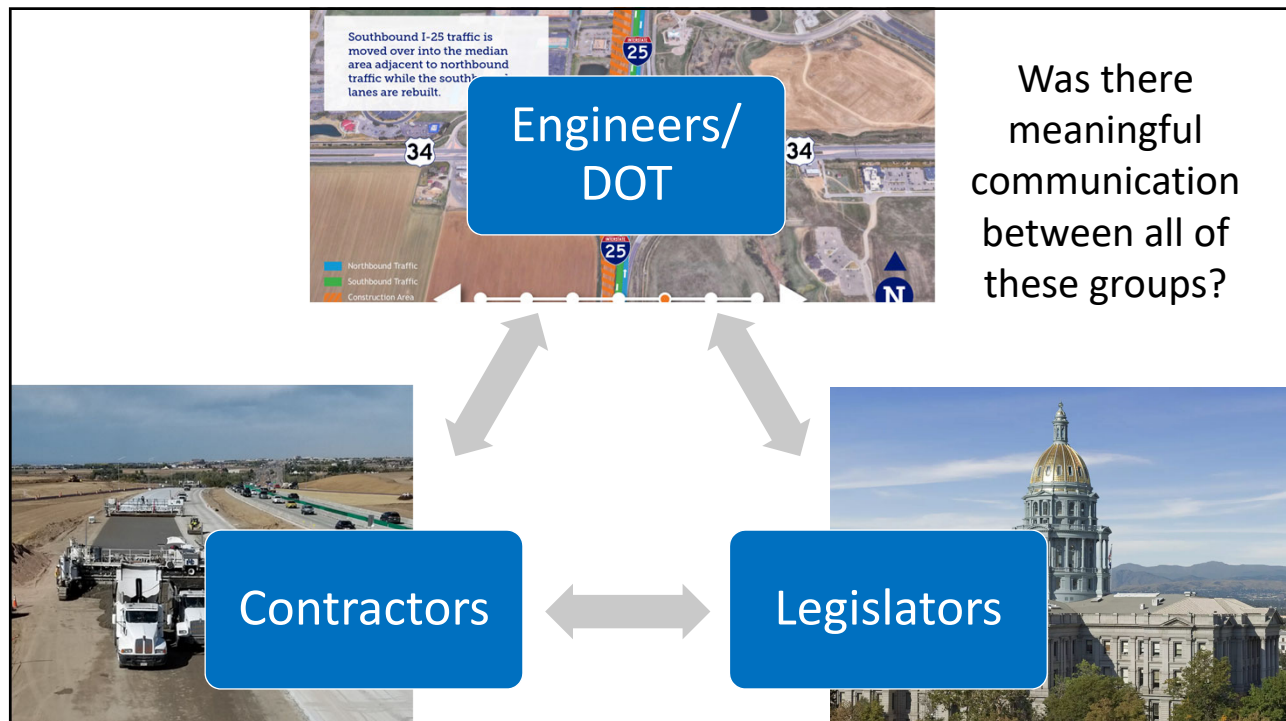 Southbound I-25 traffic is
moved over into the median
area adjacent to northbound
traffic while the
lanes are rebuilt.
INTERSTATE
25
34
34
Engineers/
DOT
INTERSTATE
25
Northbound Traffic
Southbound Traffic
Construction Area
N
Was there
meaningful
communication
between all of
these groups?
Contractors
Legislators